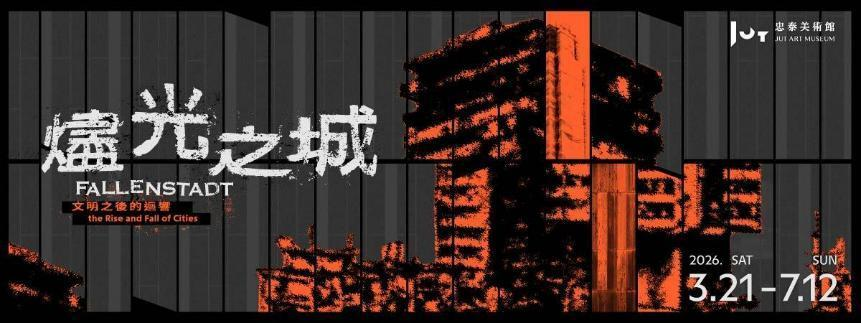 JUT 忠泰美術館
JUT ART MUSEUM
燼光之城
FALLENSTADT
文明之後的迴響
the Rise and Fall of Cities
2026. SAT SUN
3.21-7.12